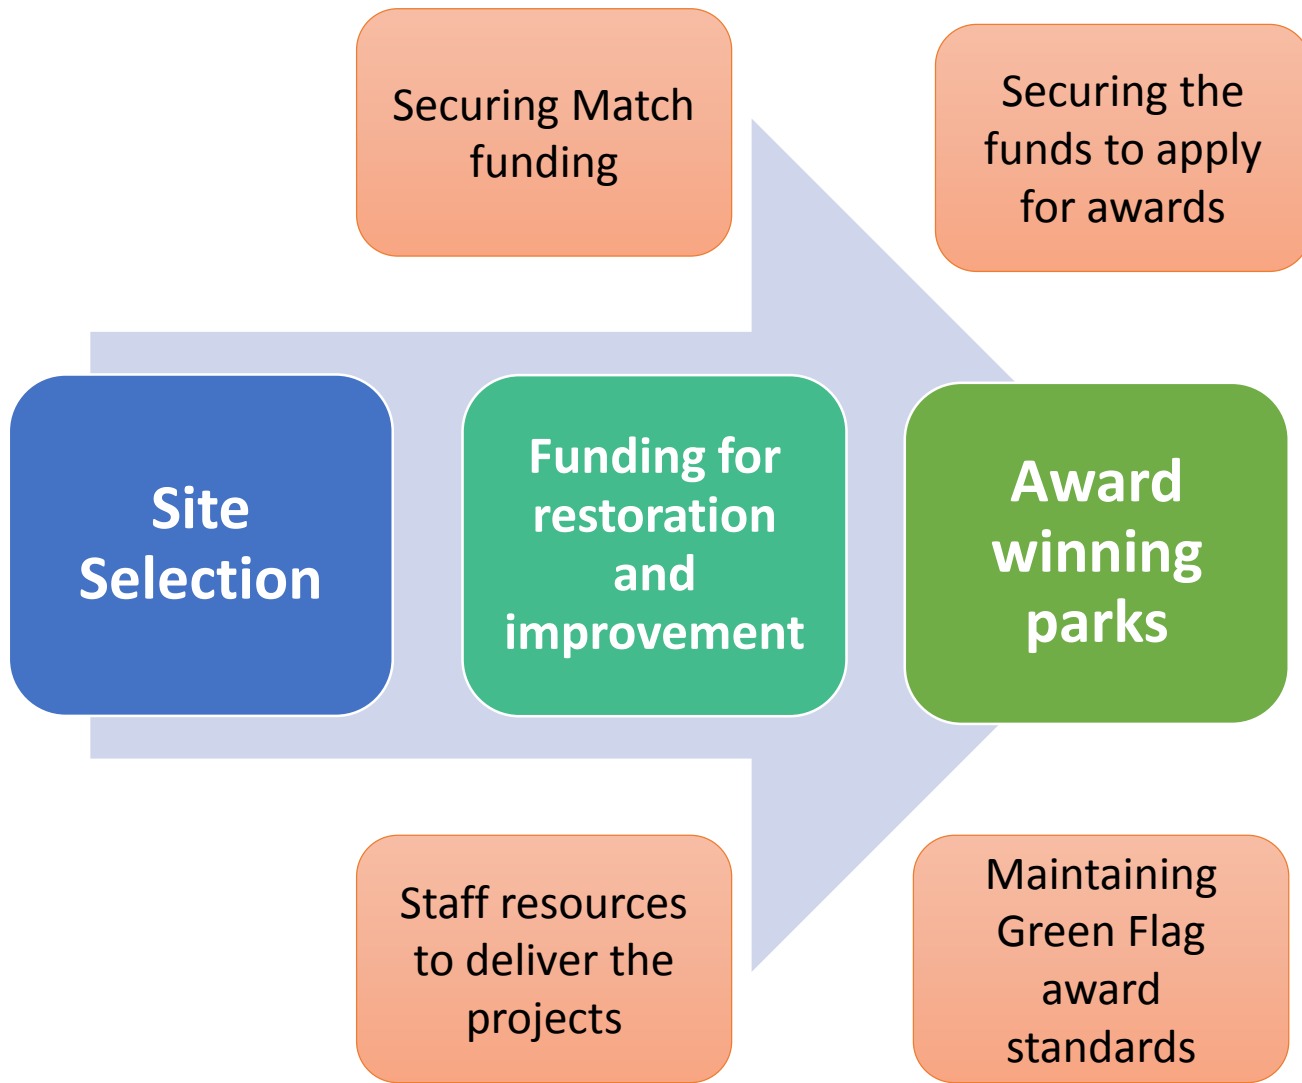 Securing Match
funding
Securing the
funds to apply
for awards
Site
Selection
Funding for
restoration
and
improvement
Award
winning
parks
Staff resources
to deliver the
projects
Maintaining
Green Flag
award
standards